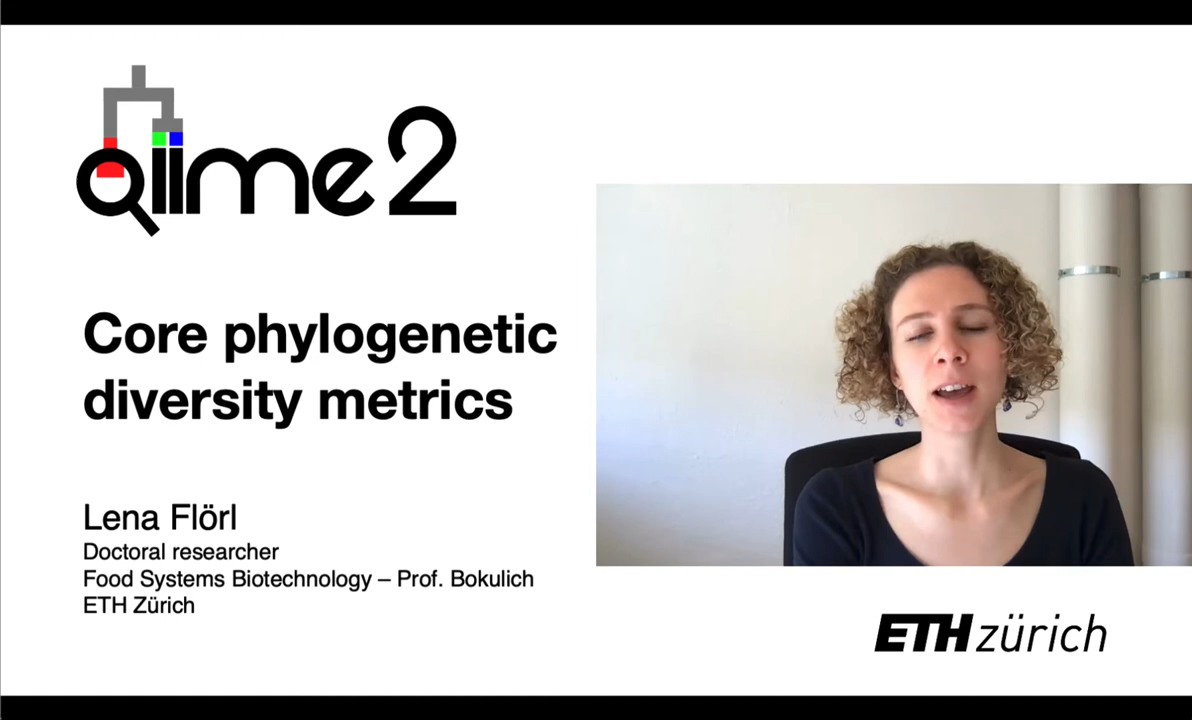 qiime2
Core phylogenetic
diversity metrics
Lena Flörl
Doctoral researcher
Food Systems Biotechnology – Prof. Bokulich
ETH Zürich
ETH zürich